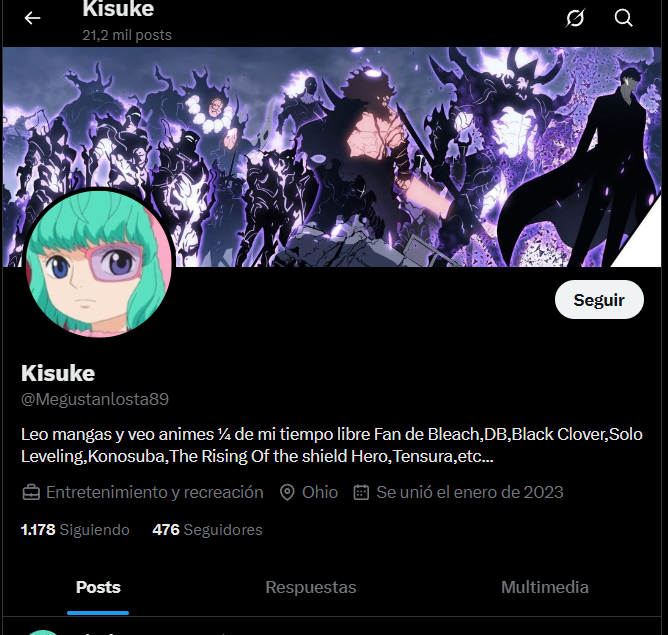 Kisuke
21,2 mil posts
Seguir
Kisuke
@Megustanlosta89
Leo mangas y veo animes ¼ de mi tiempo libre Fan de Bleach,DB,Black Clover,Solo
Leveling,Konosuba,The Rising Of the shield Hero,Tensura,etc...
Entretenimiento y recreación Ohio Se unió el enero de 2023
1.178 Siguiendo 476 Seguidores
Posts Respuestas Multimedia